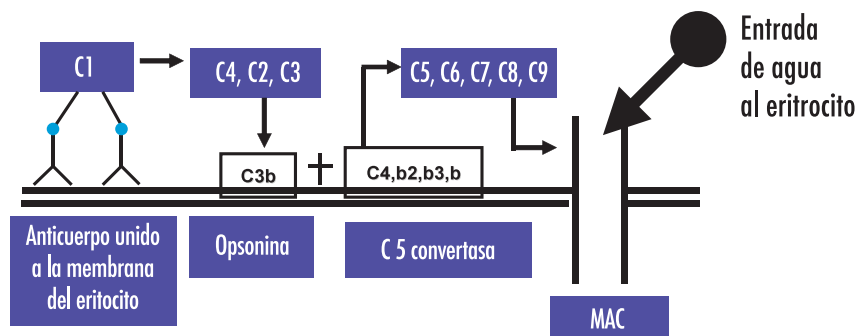 C1
C4, C2, C3
C5, C6, C7, C8, C9
Entrada
de agua
al eritrocito
C3b
+
C4,b2,b3,b
Anticuerpo unido
a la membrana
del eritocito
Opsonina
C 5 convertasa
MAC